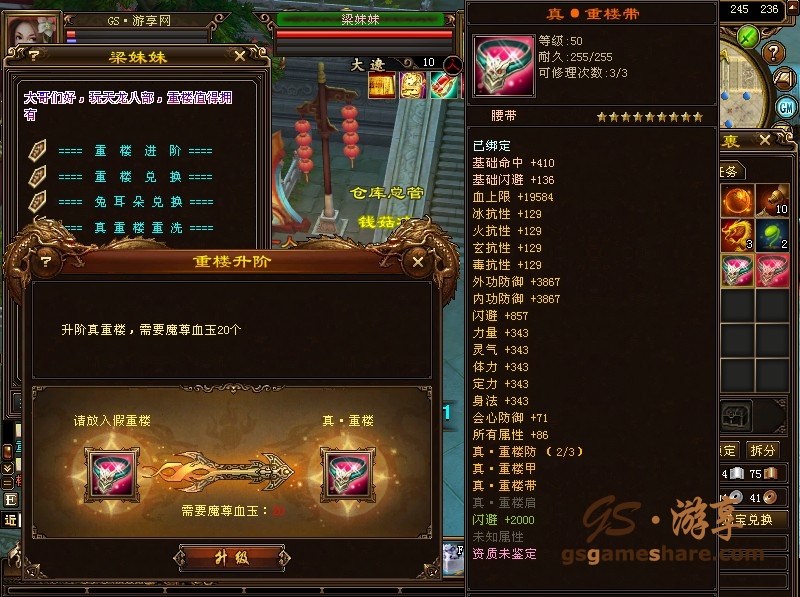 GS·游享网
梁妹妹
大遼
10
245 236
梁妹妹
大哥们好，玩天龙八部，重楼值得拥
有
==== 重 楼 进 阶 ====
==== 重 楼 兑 换 ====
==== 兔 耳 朵 兑 换 ====
==== 真 重 楼 重 洗 ====
仓库总管
重楼升阶
升阶真重楼，需要魔尊血玉20个
请放入假重楼
真·重楼
需要魔尊血玉：
升 级
真·重楼带
等级:50
耐久:255/255
可修理次数:3/3
腰带
已绑定
基础命中 +410
基础闪避 +136
血上限 +19584
冰抗性 +129
火抗性 +129
玄抗性 +129
毒抗性 +129
外功防御 +3867
内功防御 +3867
闪避 +857
力量 +343
灵气 +343
体力 +343
定力 +343
身法 +343
会心防御 +71
所有属性 +86
真·重楼防 (2/3)
真·重楼甲
真·重楼带
真·重楼肩
闪避 +2000
未知属性
资质未鉴定
GM
裹
任务
10
3
2
定
拆分
4
75
41
宝兑换
近
E
GS·游享
gsgameshare.com